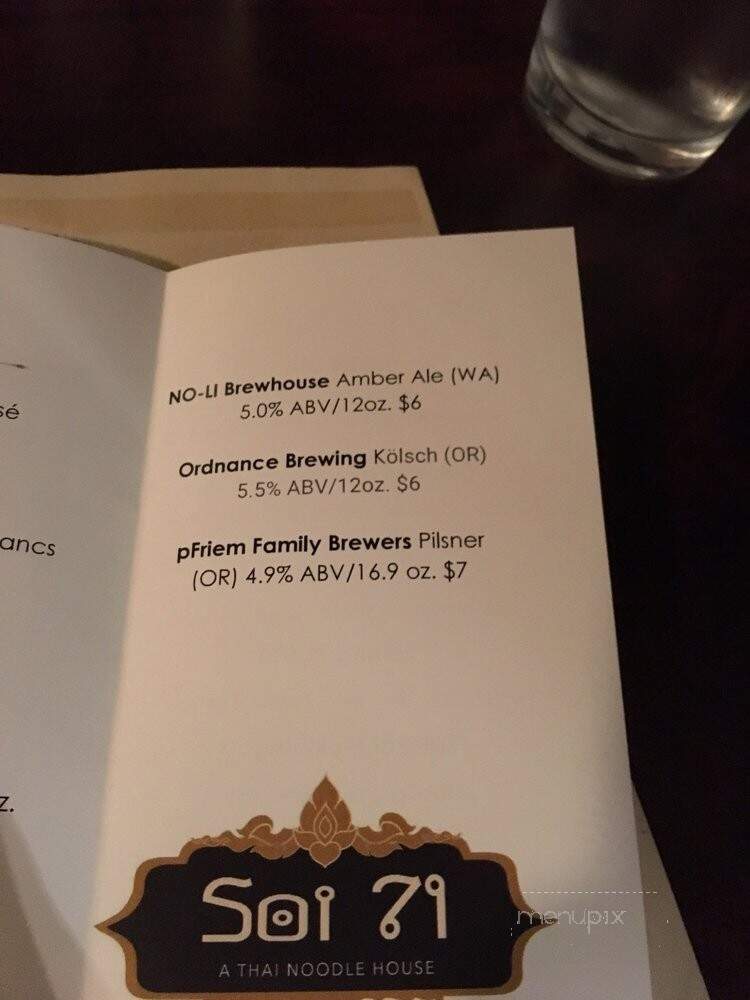 NO-LI Brewhouse Amber Ale (WA)
5.0% ABV/12oz. $6
Ordnance Brewing Kölsch (OR)
5.5% ABV/12oz. $6
pFriem Family Brewers Pilsner
(OR) 4.9% ABV/16.9 oz. $7
sé
ancs
z.
Soi 71
A THAI NOODLE HOUSE
menupix